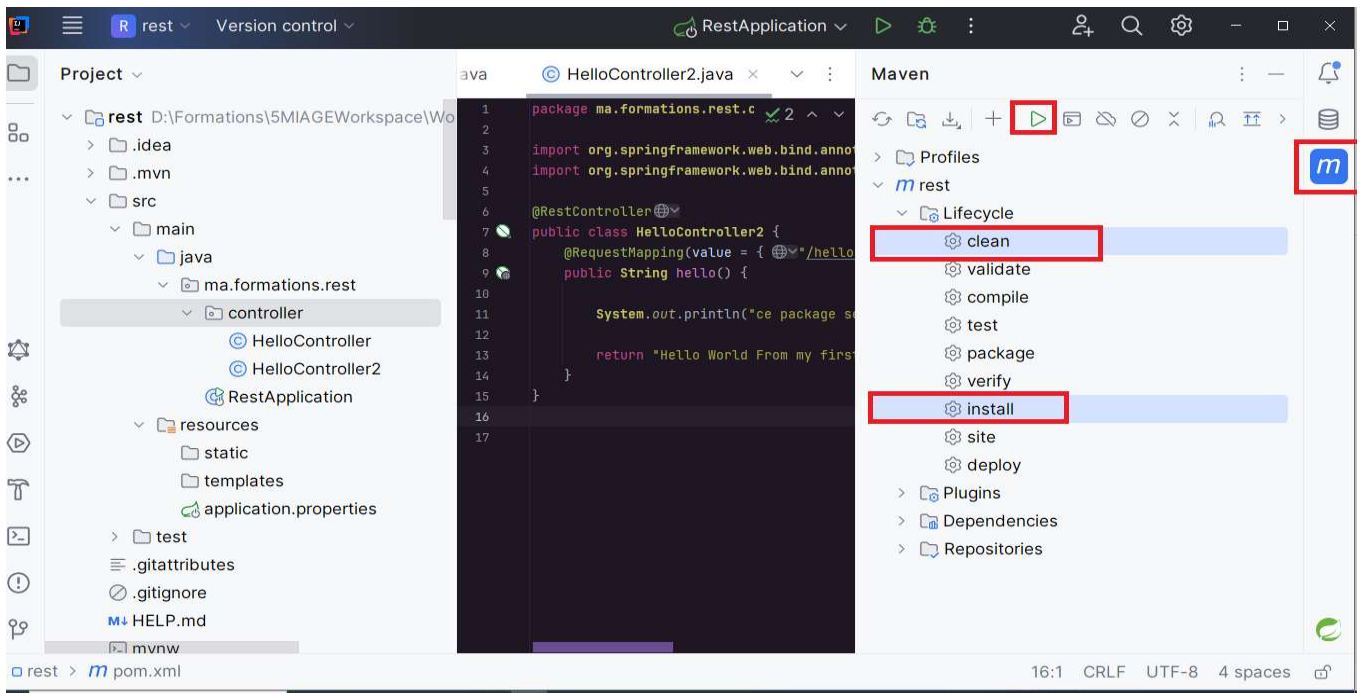 R rest Version control RestApplication
Project
rest D:\Formations\5MIAGEWorkspace\Wo
.idea
.mvn
src
main
java
ma.formations.rest
controller
HelloController
HelloController2
RestApplication
resources
static
templates
application.properties
test
.gitattributes
.gitignore
M↓ HELP.md
mvnw
ava HelloController2.java
2
1 package ma.formations.rest.c
2
3 import org.springframework.web.bind.annot
4 import org.springframework.web.bind.annot
5
6 @RestController
7 public class HelloController2 {
8 @RequestMapping(value = { "/hello
9 public String hello() {
10
11 System.out.println("ce package se
12
13 return "Hello World From my firs
14 }
15 }
16
17
Maven
Profiles
m rest
Lifecycle
clean
validate
compile
test
package
verify
install
site
deploy
Plugins
Dependencies
Repositories
m
rest > m pom.xml
16:1 CRLF UTF-8 4 spaces